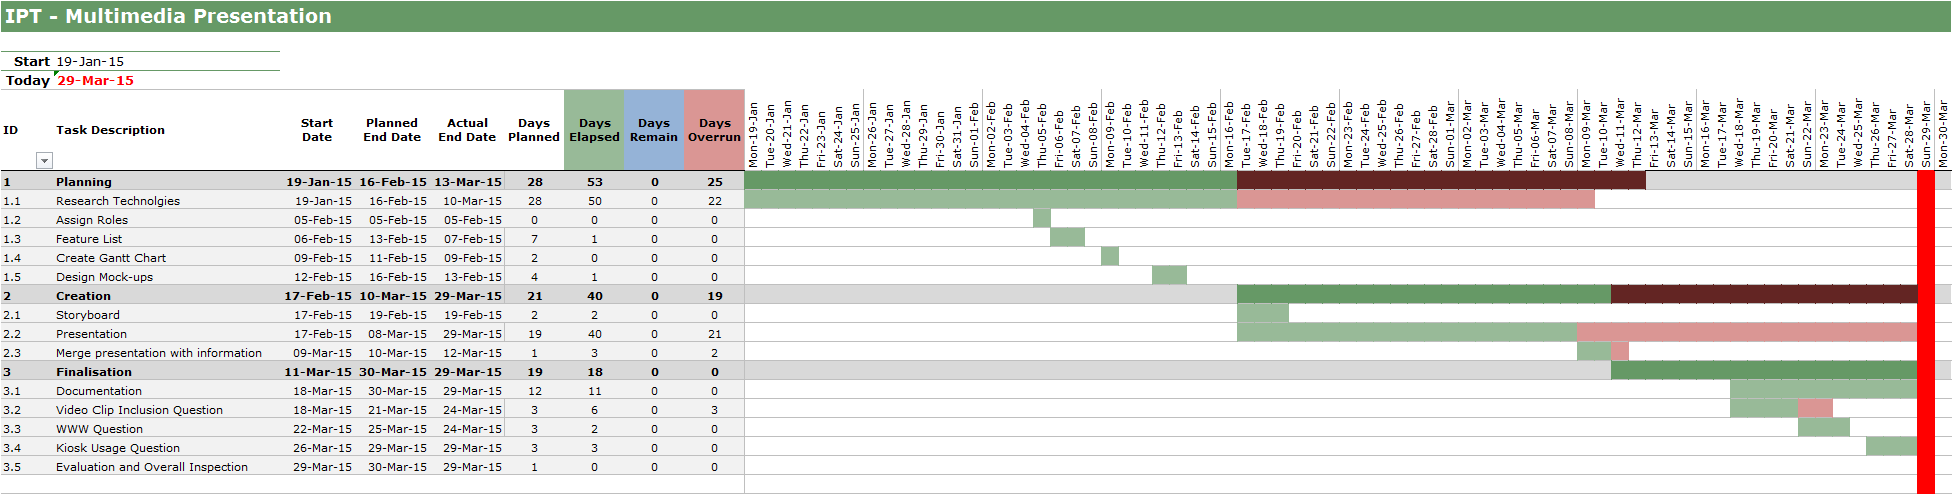 IPT - Multimedia Presentation
Start 19-Jan-15
Today 29-Mar-15
ID Task Description Start Date Planned End Date Actual End Date Days Planned Days Elapsed Days Remain Days Overrun Mon-19-Jan Tue-20-Jan Wed-21-Jan Thu-22-Jan Fri-23-Jan Sat-24-Jan Sun-25-Jan Mon-26-Jan Tue-27-Jan Wed-28-Jan Thu-29-Jan Fri-30-Jan Sat-31-Jan Sun-01-Feb Mon-02-Feb Tue-03-Feb Wed-04-Feb Thu-05-Feb Fri-06-Feb Sat-07-Feb Sun-08-Feb Mon-09-Feb Tue-10-Feb Wed-11-Feb Thu-12-Feb Fri-13-Feb Sat-14-Feb Sun-15-Feb Mon-16-Feb Tue-17-Feb Wed-18-Feb Thu-19-Feb Fri-20-Feb Sat-21-Feb Sun-22-Feb Mon-23-Feb Tue-24-Feb Wed-25-Feb Thu-26-Feb Fri-27-Feb Sat-28-Feb Sun-01-Mar Mon-02-Mar Tue-03-Mar Wed-04-Mar Thu-05-Mar Fri-06-Mar Sat-07-Mar Sun-08-Mar Mon-09-Mar Tue-10-Mar Wed-11-Mar Thu-12-Mar Fri-13-Mar Sat-14-Mar Sun-15-Mar Mon-16-Mar Tue-17-Mar Wed-18-Mar Thu-19-Mar Fri-20-Mar Sat-21-Mar Sun-22-Mar Mon-23-Mar Tue-24-Mar Wed-25-Mar Thu-26-Mar Fri-27-Mar Sat-28-Mar Sun-29-Mar Mon-30-Mar
1 Planning 19-Jan-15 16-Feb-15 13-Mar-15 28 53 0 25
1.1 Research Technolgies 19-Jan-15 16-Feb-15 10-Mar-15 28 50 0 22
1.2 Assign Roles 05-Feb-15 05-Feb-15 05-Feb-15 0 0 0 0
1.3 Feature List 06-Feb-15 13-Feb-15 07-Feb-15 7 1 0 0
1.4 Create Gantt Chart 09-Feb-15 11-Feb-15 09-Feb-15 2 0 0 0
1.5 Design Mock-ups 12-Feb-15 16-Feb-15 13-Feb-15 4 1 0 0
2 Creation 17-Feb-15 10-Mar-15 29-Mar-15 21 40 0 19
2.1 Storyboard 17-Feb-15 19-Feb-15 19-Feb-15 2 2 0 0
2.2 Presentation 17-Feb-15 08-Mar-15 29-Mar-15 19 40 0 21
2.3 Merge presentation with information 09-Mar-15 10-Mar-15 12-Mar-15 1 3 0 2
3 Finalisation 11-Mar-15 30-Mar-15 29-Mar-15 19 18 0 0
3.1 Documentation 18-Mar-15 30-Mar-15 29-Mar-15 12 11 0 0
3.2 Video Clip Inclusion Question 18-Mar-15 21-Mar-15 24-Mar-15 3 6 0 3
3.3 WWW Question 22-Mar-15 25-Mar-15 24-Mar-15 3 2 0 0
3.4 Kiosk Usage Question 26-Mar-15 29-Mar-15 29-Mar-15 3 3 0 0
3.5 Evaluation and Overall Inspection 29-Mar-15 30-Mar-15 29-Mar-15 1 0 0 0